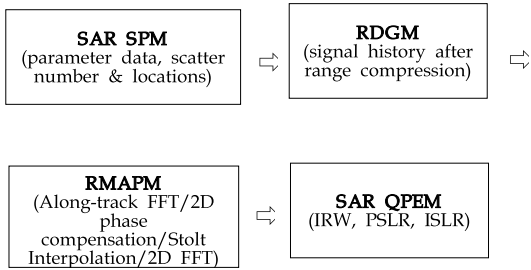 SAR SPM
(parameter data, scatter
number & locations)
RDGM
(signal history after
range compression)
RMAPM
(Along-track FFT/2D
phase
compensation/Stolt
Interpolation/2D FFT)
SAR QPEM
(IRW, PSLR, ISLR)